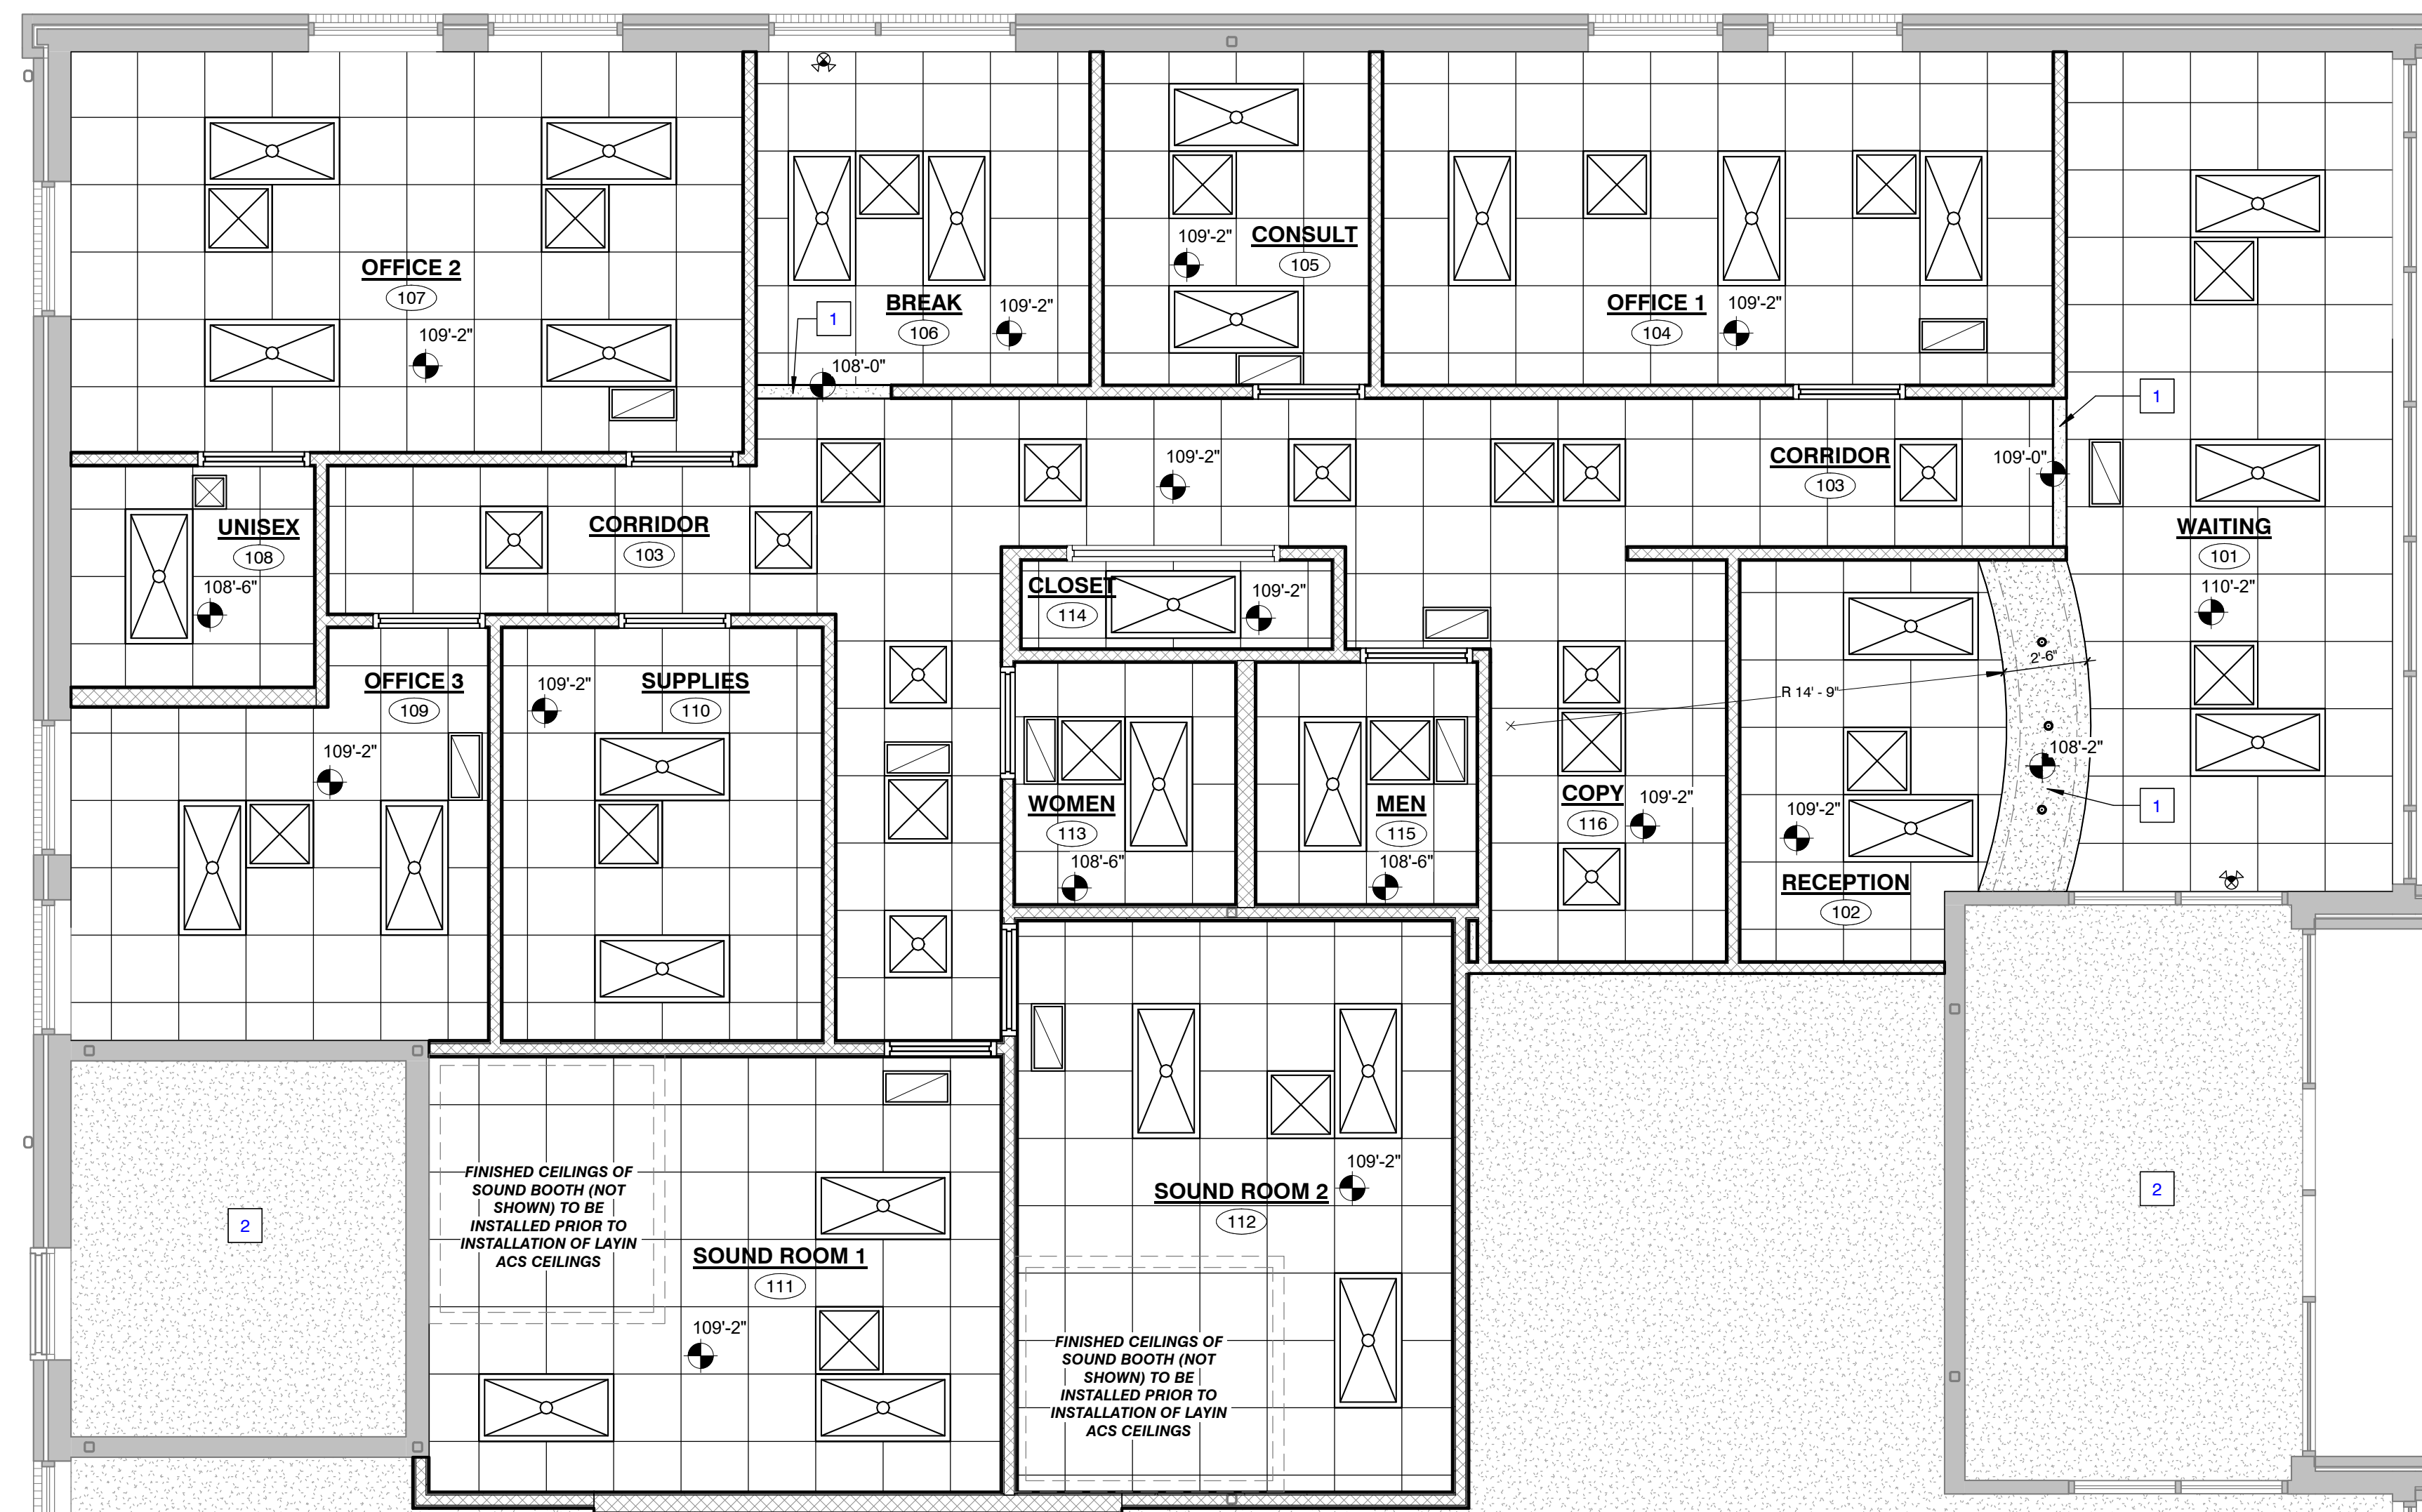 109'-2"
CONSULT
105
OFFICE 2
107
109'-2"
1
BREAK
106
109'-2"
108'-0"
OFFICE 1
104
109'-2"
1
109'-2"
CORRIDOR
103
109'-0"
WAITING
101
110'-2"
UNISEX
108
108'-6"
CORRIDOR
103
CLOSET
114
109'-2"
OFFICE 3
109
109'-2"
109'-2"
SUPPLIES
110
2'-6"
R 14' - 9"
108'-2"
1
WOMEN
113
108'-6"
MEN
115
108'-6"
COPY
116
109'-2"
109'-2"
RECEPTION
102
2
FINISHED CEILINGS OF
SOUND BOOTH (NOT
SHOWN) TO BE
INSTALLED PRIOR TO
INSTALLATION OF LAYIN
ACS CEILINGS
SOUND ROOM 1
111
109'-2"
109'-2"
SOUND ROOM 2
112
FINISHED CEILINGS OF
SOUND BOOTH (NOT
SHOWN) TO BE
INSTALLED PRIOR TO
INSTALLATION OF LAYIN
ACS CEILINGS
2